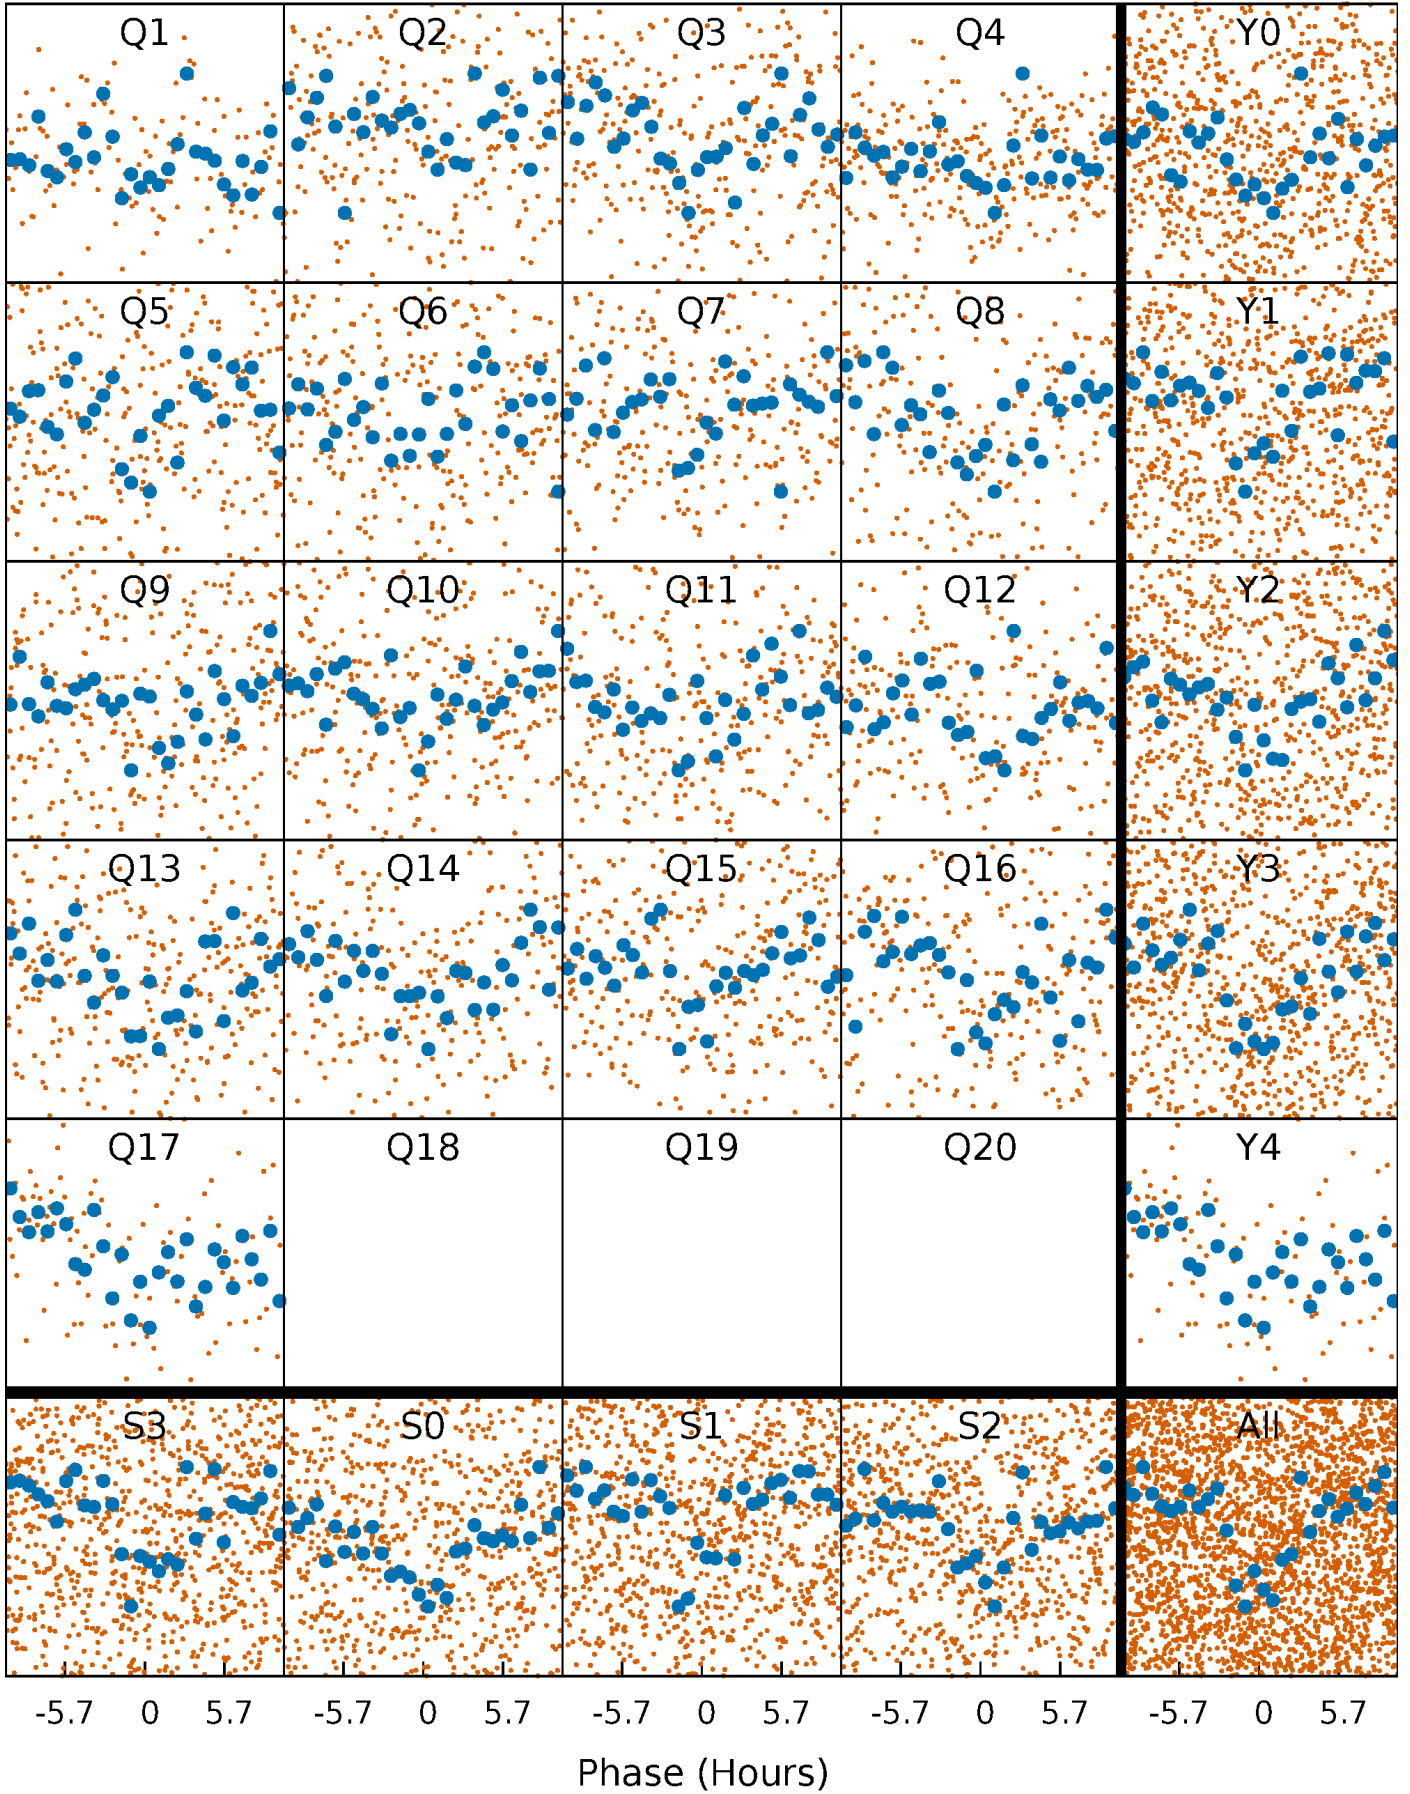 Q1 Q2 Q3 Q4 Y0
Q5 Q6 Q7 Q8 Y1
Q9 Q10 Q11 Q12 Y2
Q13 Q14 Q15 Q16 Y3
Q17 Q18 Q19 Q20 Y4
S3 S0 S1 S2 All
-5.7 0 5.7 -5.7 0 5.7 -5.7 0 5.7 -5.7 0 5.7 -5.7 0 5.7
Phase (Hours)